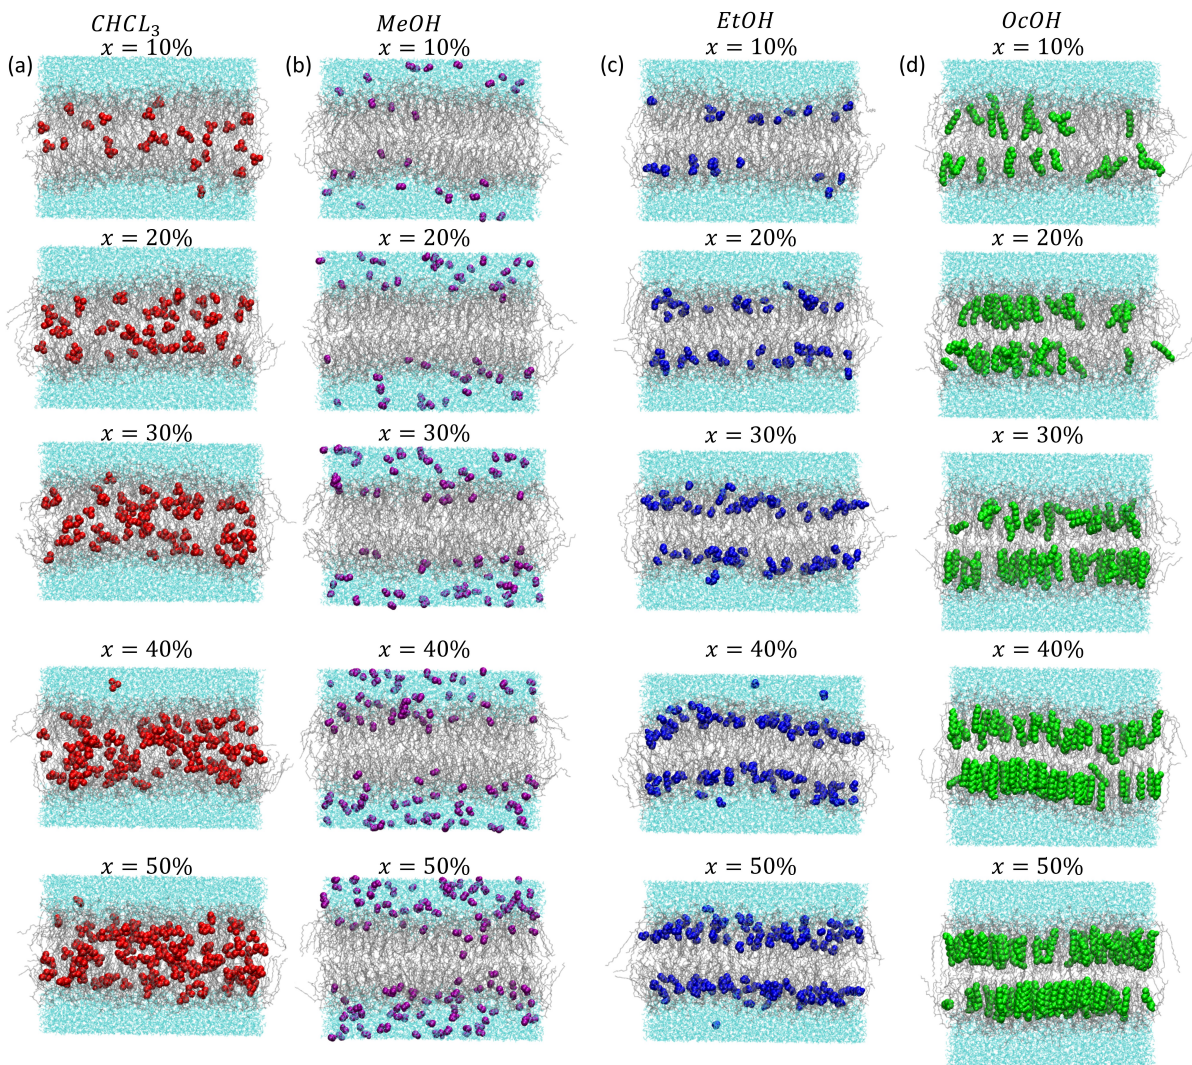 CHCL₃ MeOH EtOH OcOH
x = 10% x = 10% x = 10% x = 10%
(a) (b) (c) (d)
x = 20% x = 20% x = 20% x = 20%
x = 30% x = 30% x = 30% x = 30%
x = 40% x = 40% x = 40% x = 40%
x = 50% x = 50% x = 50% x = 50%